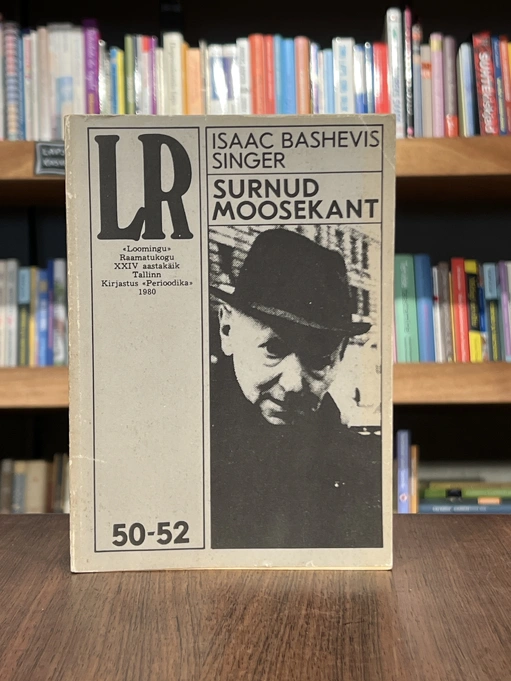 LR
«Loomingu»
Raamatukogu
XXIV aastakäik
Tallinn
Kirjastus «Perioodika»
1980
50-52
ISAAC BASHEVIS
SINGER
SURNUD
MOOSEKANT